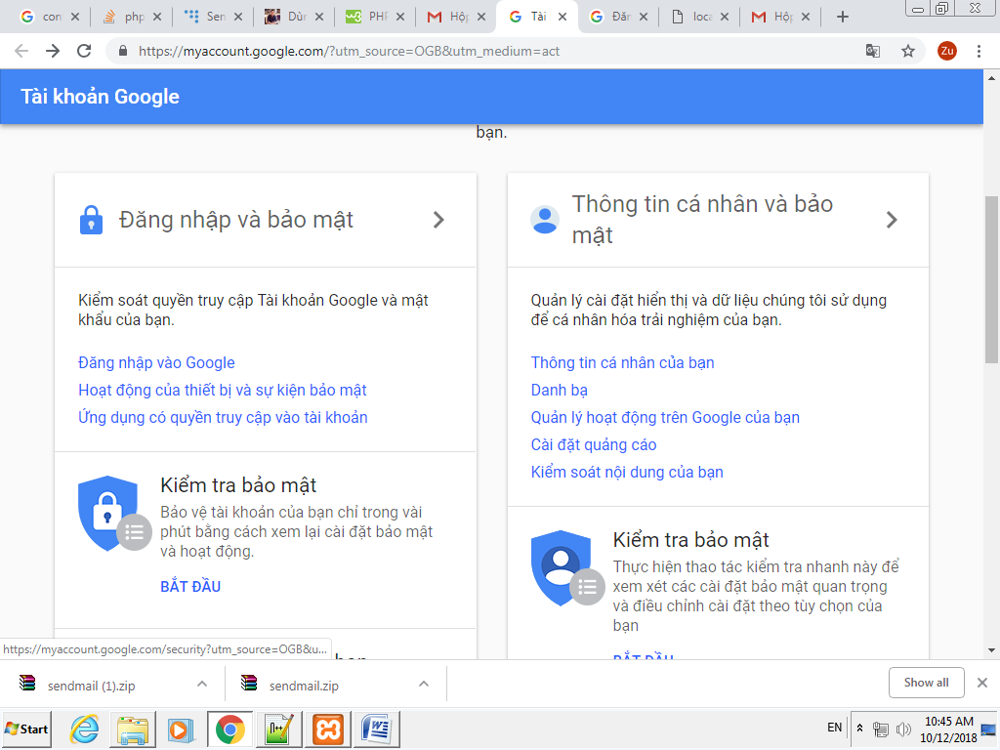 con
php
Sen
Dùn
PHP
Hộp
Tài
Đăn
loca
Hộp
https://myaccount.google.com/?utm_source=OGB&utm_medium=act
Zu
Tài khoản Google
bạn.
Đăng nhập và bảo mật
Kiểm soát quyền truy cập Tài khoản Google và mật
khẩu của bạn.
Đăng nhập vào Google
Hoạt động của thiết bị và sự kiện bảo mật
Ứng dụng có quyền truy cập vào tài khoản
Kiểm tra bảo mật
Bảo vệ tài khoản của bạn chỉ trong vài
phút bằng cách xem lại cài đặt bảo mật
và hoạt động.
BẮT ĐẦU
Thông tin cá nhân và bảo
mật
Quản lý cài đặt hiển thị và dữ liệu chúng tôi sử dụng
để cá nhân hóa trải nghiệm của bạn.
Thông tin cá nhân của bạn
Danh bạ
Quản lý hoạt động trên Google của bạn
Cài đặt quảng cáo
Kiểm soát nội dung của bạn
Kiểm tra bảo mật
Thực hiện thao tác kiểm tra nhanh này để
xem xét các cài đặt bảo mật quan trọng
và điều chỉnh cài đặt theo tùy chọn của
bạn
BẮT ĐẦU
https://myaccount.google.com/security?utm_source=OGB&u...
sendmail (1).zip
sendmail.zip
Show all
Start
EN
10:45 AM
10/12/2018